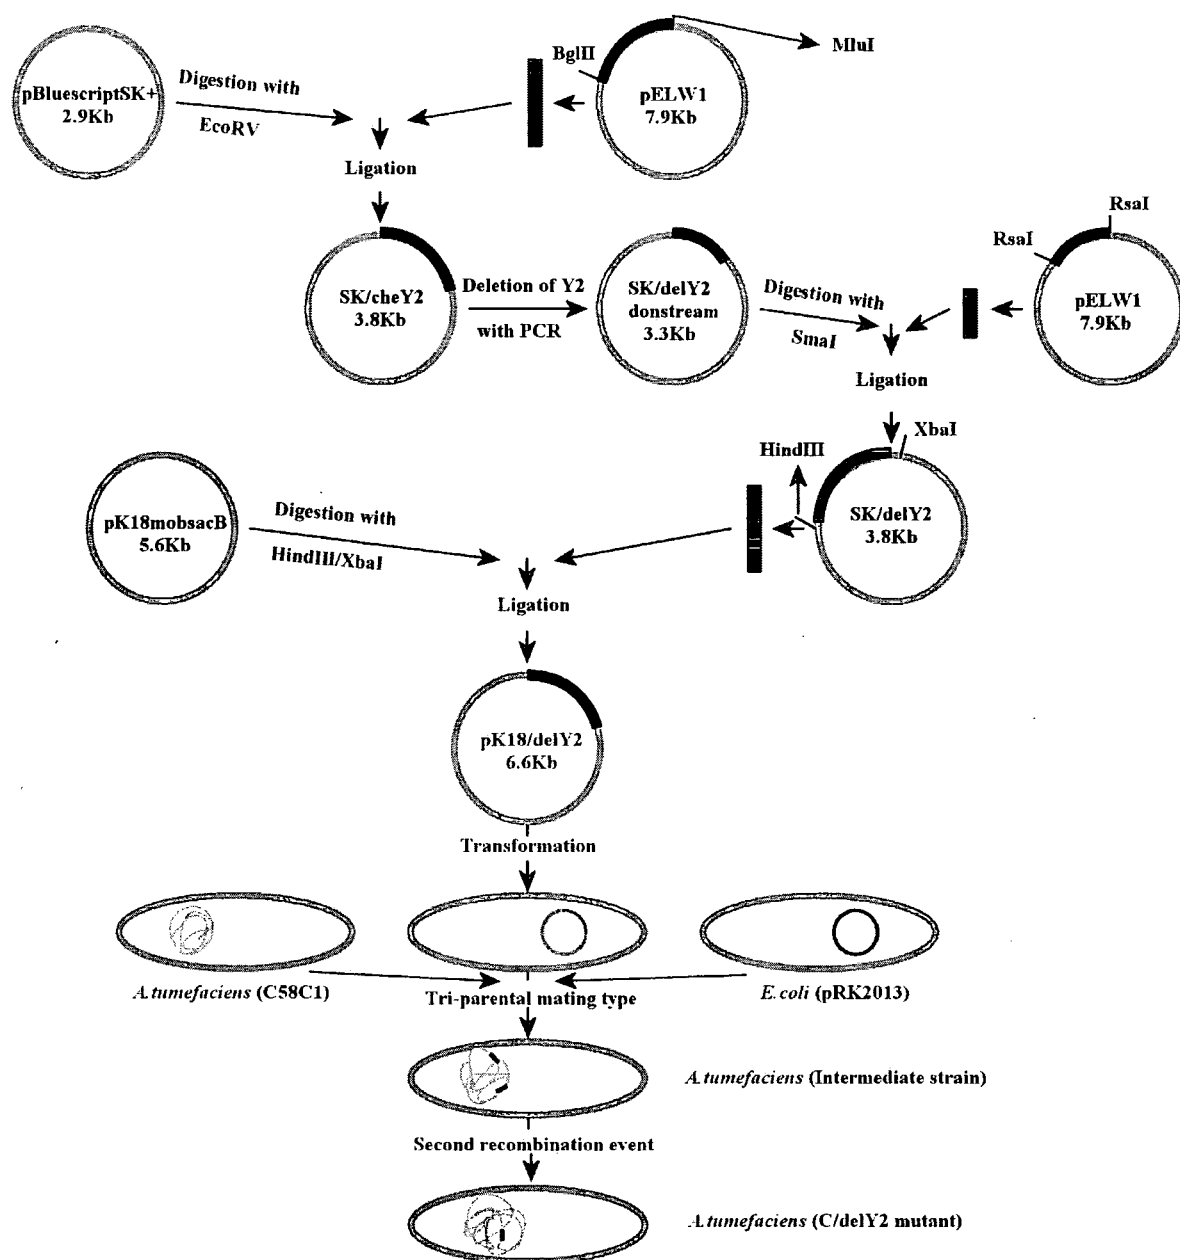 BglII
MluI
pBluescriptSK+
2.9Kb
Digestion with
EcoRV
pELW1
7.9Kb
Ligation
RsaI
RsaI
SK/cheY2
3.8Kb
Deletion of Y2
with PCR
SK/delY2
donstream
3.3Kb
Digestion with
SmaI
pELW1
7.9Kb
Ligation
XbaI
HindIII
pK18mobsacB
5.6Kb
Digestion with
HindIII/XbaI
SK/delY2
3.8Kb
Ligation
pK18/delY2
6.6Kb
Transformation
A.tumefaciens (C58C1)
Tri-parental mating type
E.coli (pRK2013)
A.tumefaciens (Intermediate strain)
Second recombination event
A.tumefaciens (C/delY2 mutant)